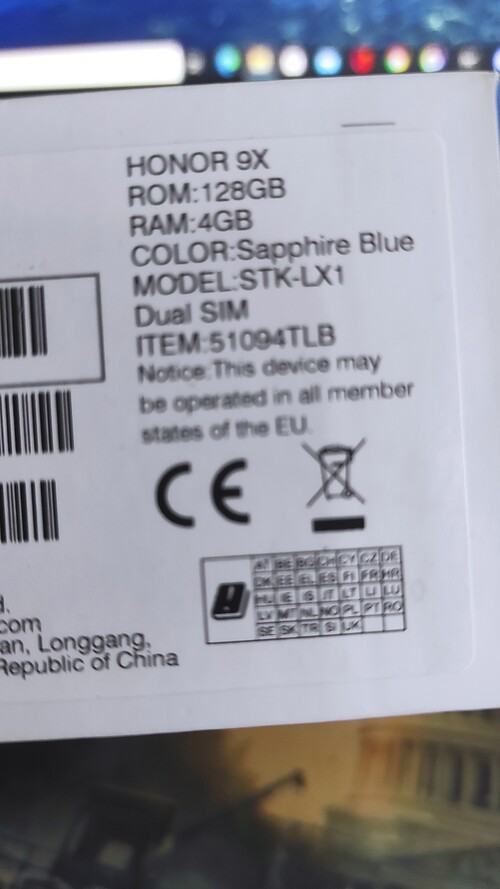 HONOR 9X
ROM:128GB
RAM:4GB
COLOR:Sapphire Blue
MODEL:STK-LX1
Dual SIM
ITEM:51094TLB
Notice:This device may
be operated in all member
states of the EU.
CE
AT BE BG CH CY CZ DE
DK EE EL ES FI FR HR
HU IE IS IT LT LI LU
LV MT NL NO PL PT RO
SE SK TR SI UK
d.
com
an, Longgang,
Republic of China